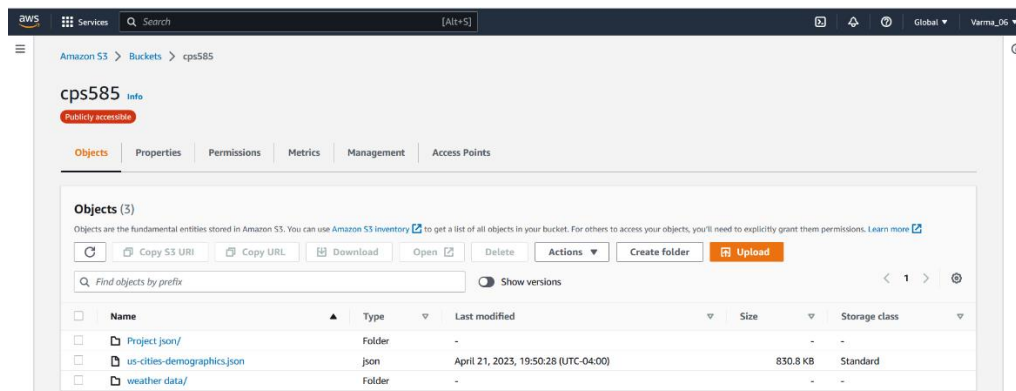 aws Services Search [Alt+S] Global Varma_06
Amazon S3 > Buckets > cps585
cps585 Info
Publicly accessible
Objects Properties Permissions Metrics Management Access Points
Objects (3)
Objects are the fundamental entities stored in Amazon S3. You can use Amazon S3 inventory to get a list of all objects in your bucket. For others to access your objects, you'll need to explicitly grant them permissions. Learn more
Copy S3 URI Copy URL Download Open Delete Actions Create folder Upload
Find objects by prefix Show versions < 1 >
Name Type Last modified Size Storage class
Project json/ Folder - - -
us-cities-demographics.json json April 21, 2023, 19:50:28 (UTC-04:00) 830.8 KB Standard
weather data/ Folder - - -